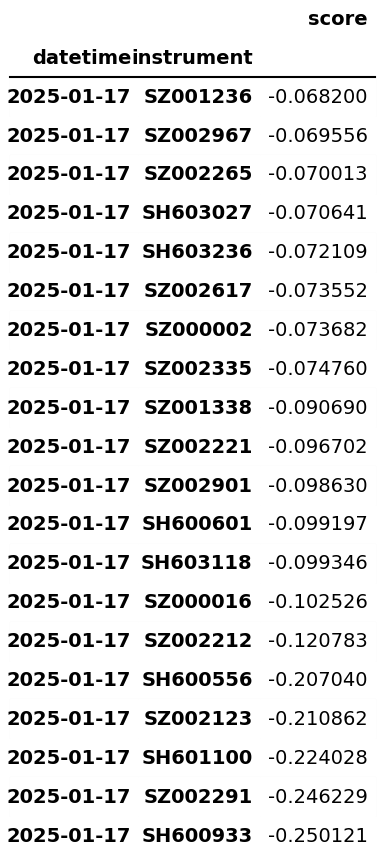 score
datetime instrument
2025-01-17 SZ001236 -0.068200
2025-01-17 SZ002967 -0.069556
2025-01-17 SZ002265 -0.070013
2025-01-17 SH603027 -0.070641
2025-01-17 SH603236 -0.072109
2025-01-17 SZ002617 -0.073552
2025-01-17 SZ000002 -0.073682
2025-01-17 SZ002335 -0.074760
2025-01-17 SZ001338 -0.090690
2025-01-17 SZ002221 -0.096702
2025-01-17 SZ002901 -0.098630
2025-01-17 SH600601 -0.099197
2025-01-17 SH603118 -0.099346
2025-01-17 SZ000016 -0.102526
2025-01-17 SZ002212 -0.120783
2025-01-17 SH600556 -0.207040
2025-01-17 SZ002123 -0.210862
2025-01-17 SH601100 -0.224028
2025-01-17 SZ002291 -0.246229
2025-01-17 SH600933 -0.250121